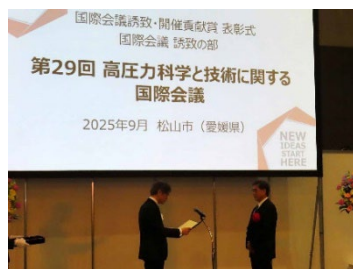 国際会議誘致・開催貢献賞 表彰式
国際会議 誘致の部
第29回 高圧力科学と技術に関する
国際会議
2025年9月 松山市（愛媛県）
NEW
IDEAS
START
HERE